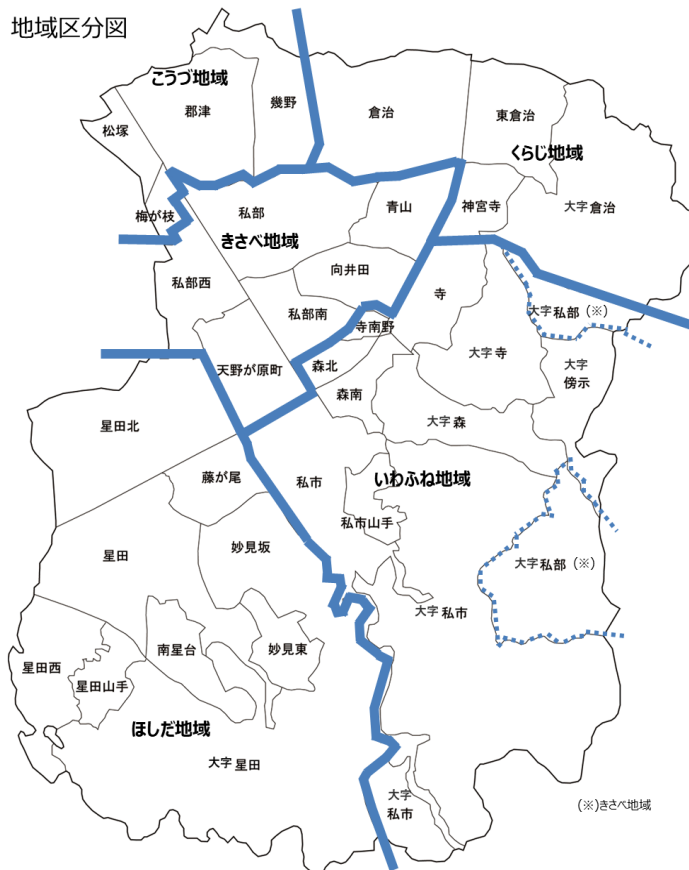 地域区分図
こうづ地域
郡津
幾野
倉治
東倉治
松塚
くらじ地域
梅が枝
私部
青山
神宮寺
大字 倉治
きさべ地域
私部西
向井田
寺
私部南
寺南野
大字 私部 (※)
天野が原町
森北
大字 寺
大字
傍示
森南
星田北
大字 森
藤が尾
私市
いわふね地域
私市山手
星田
妙見坂
大字 私部 (※)
大字 私市
南星台
妙見東
星田西
星田山手
ほしだ地域
大字 星田
大字
私市
(※)きさべ地域